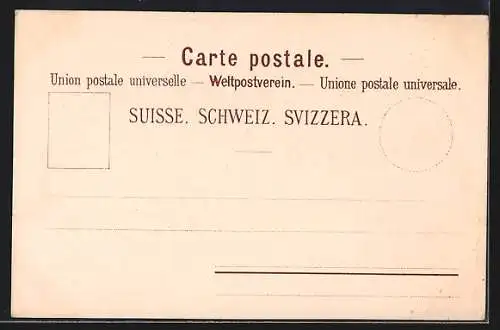 — Carte postale. —
Union postale universelle — Weltpostverein. — Unione postale universale.
SUISSE. SCHWEIZ. SVIZZERA.